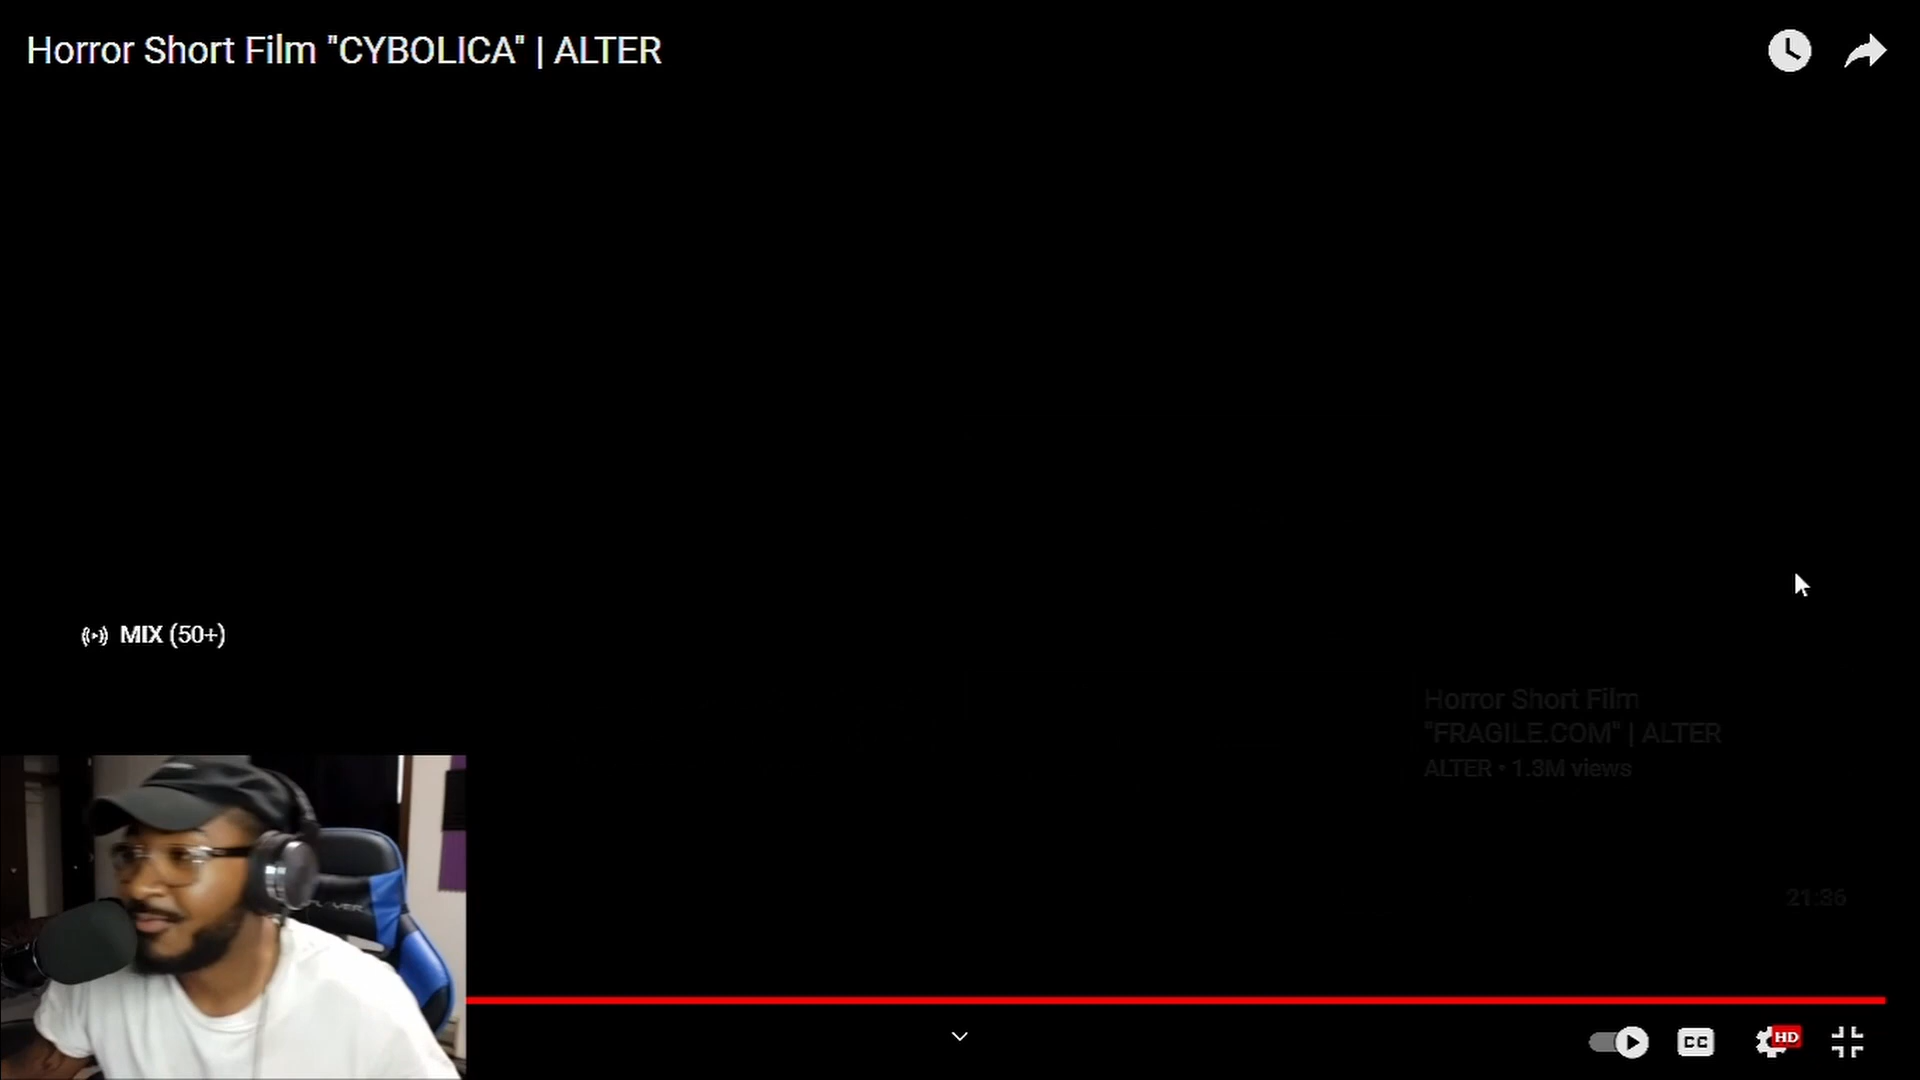 Horror Short Film "CYBOLICA" | ALTER
MIX (50+)
Horror Short Film
"FRAGILE.COM" | ALTER
ALTER • 1.3M views
21:36
CC
HD